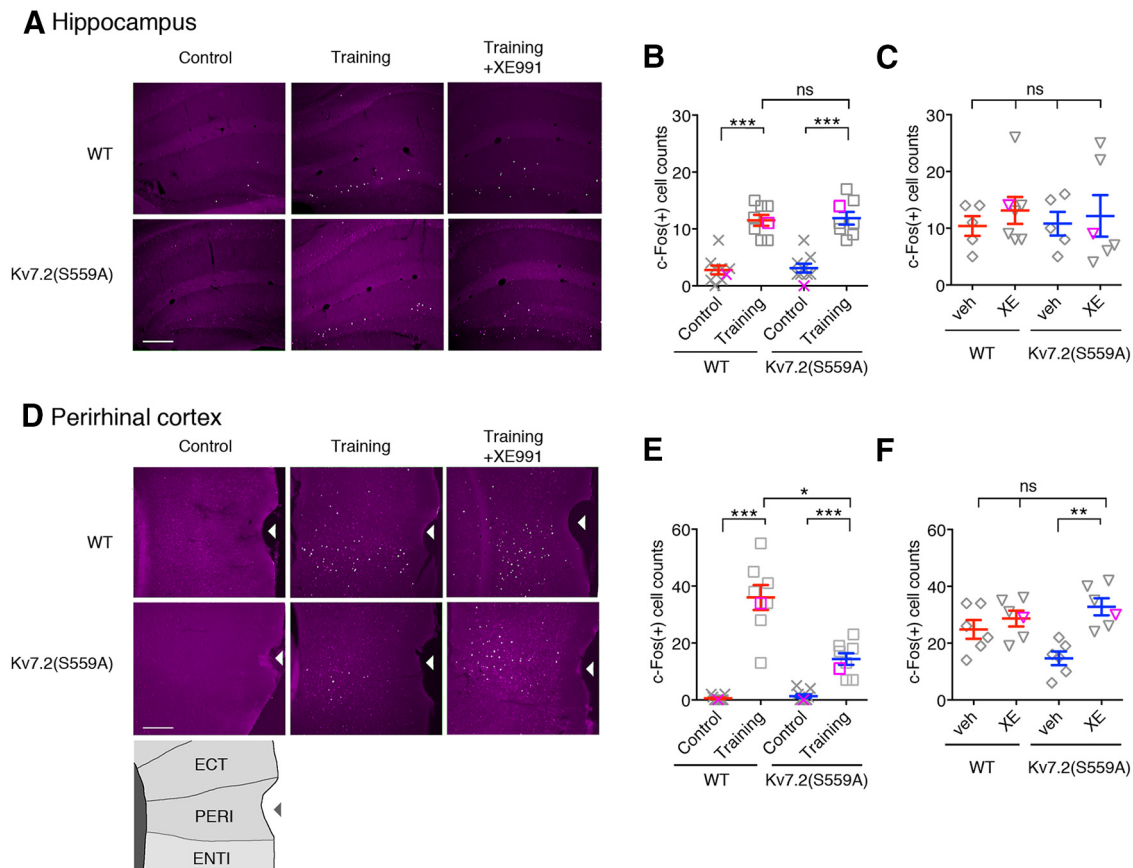 A Hippocampus
Control
Training
Training
+XE991
WT
Kv7.2(S559A)
B
c-Fos(+) cell counts
30
20
10
0
***
***
ns
Control
Training
Control
Training
WT
Kv7.2(S559A)
C
c-Fos(+) cell counts
30
20
10
0
ns
veh
XE
veh
XE
WT
Kv7.2(S559A)
D Perirhinal cortex
Control
Training
Training
+XE991
WT
Kv7.2(S559A)
ECT
PERI
ENTI
E
c-Fos(+) cell counts
60
40
20
0
***
*
***
Control
Training
Control
Training
WT
Kv7.2(S559A)
F
c-Fos(+) cell counts
60
40
20
0
ns
**
veh
XE
veh
XE
WT
Kv7.2(S559A)